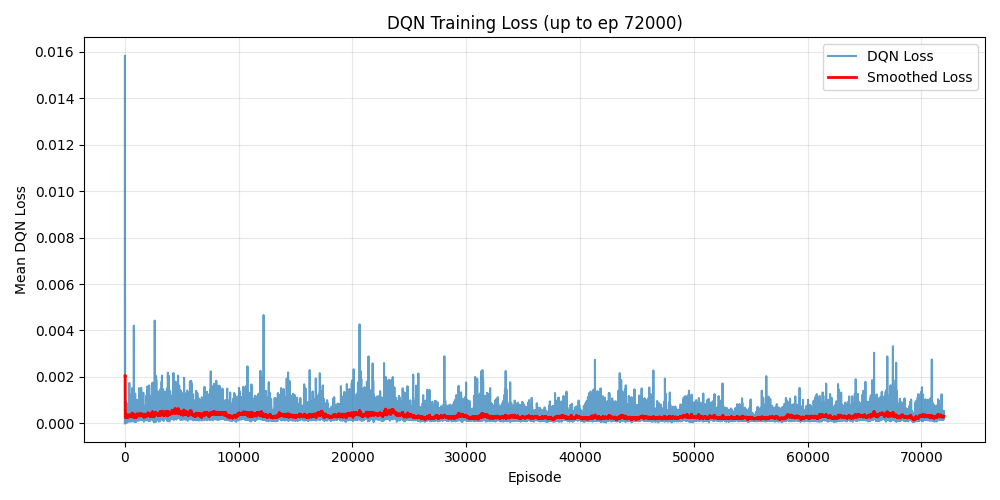 DQN Training Loss (up to ep 72000)
DQN Loss
Smoothed Loss
Mean DQN Loss
0.016
0.014
0.012
0.010
0.008
0.006
0.004
0.002
0.000
0 10000 20000 30000 40000 50000 60000 70000
Episode